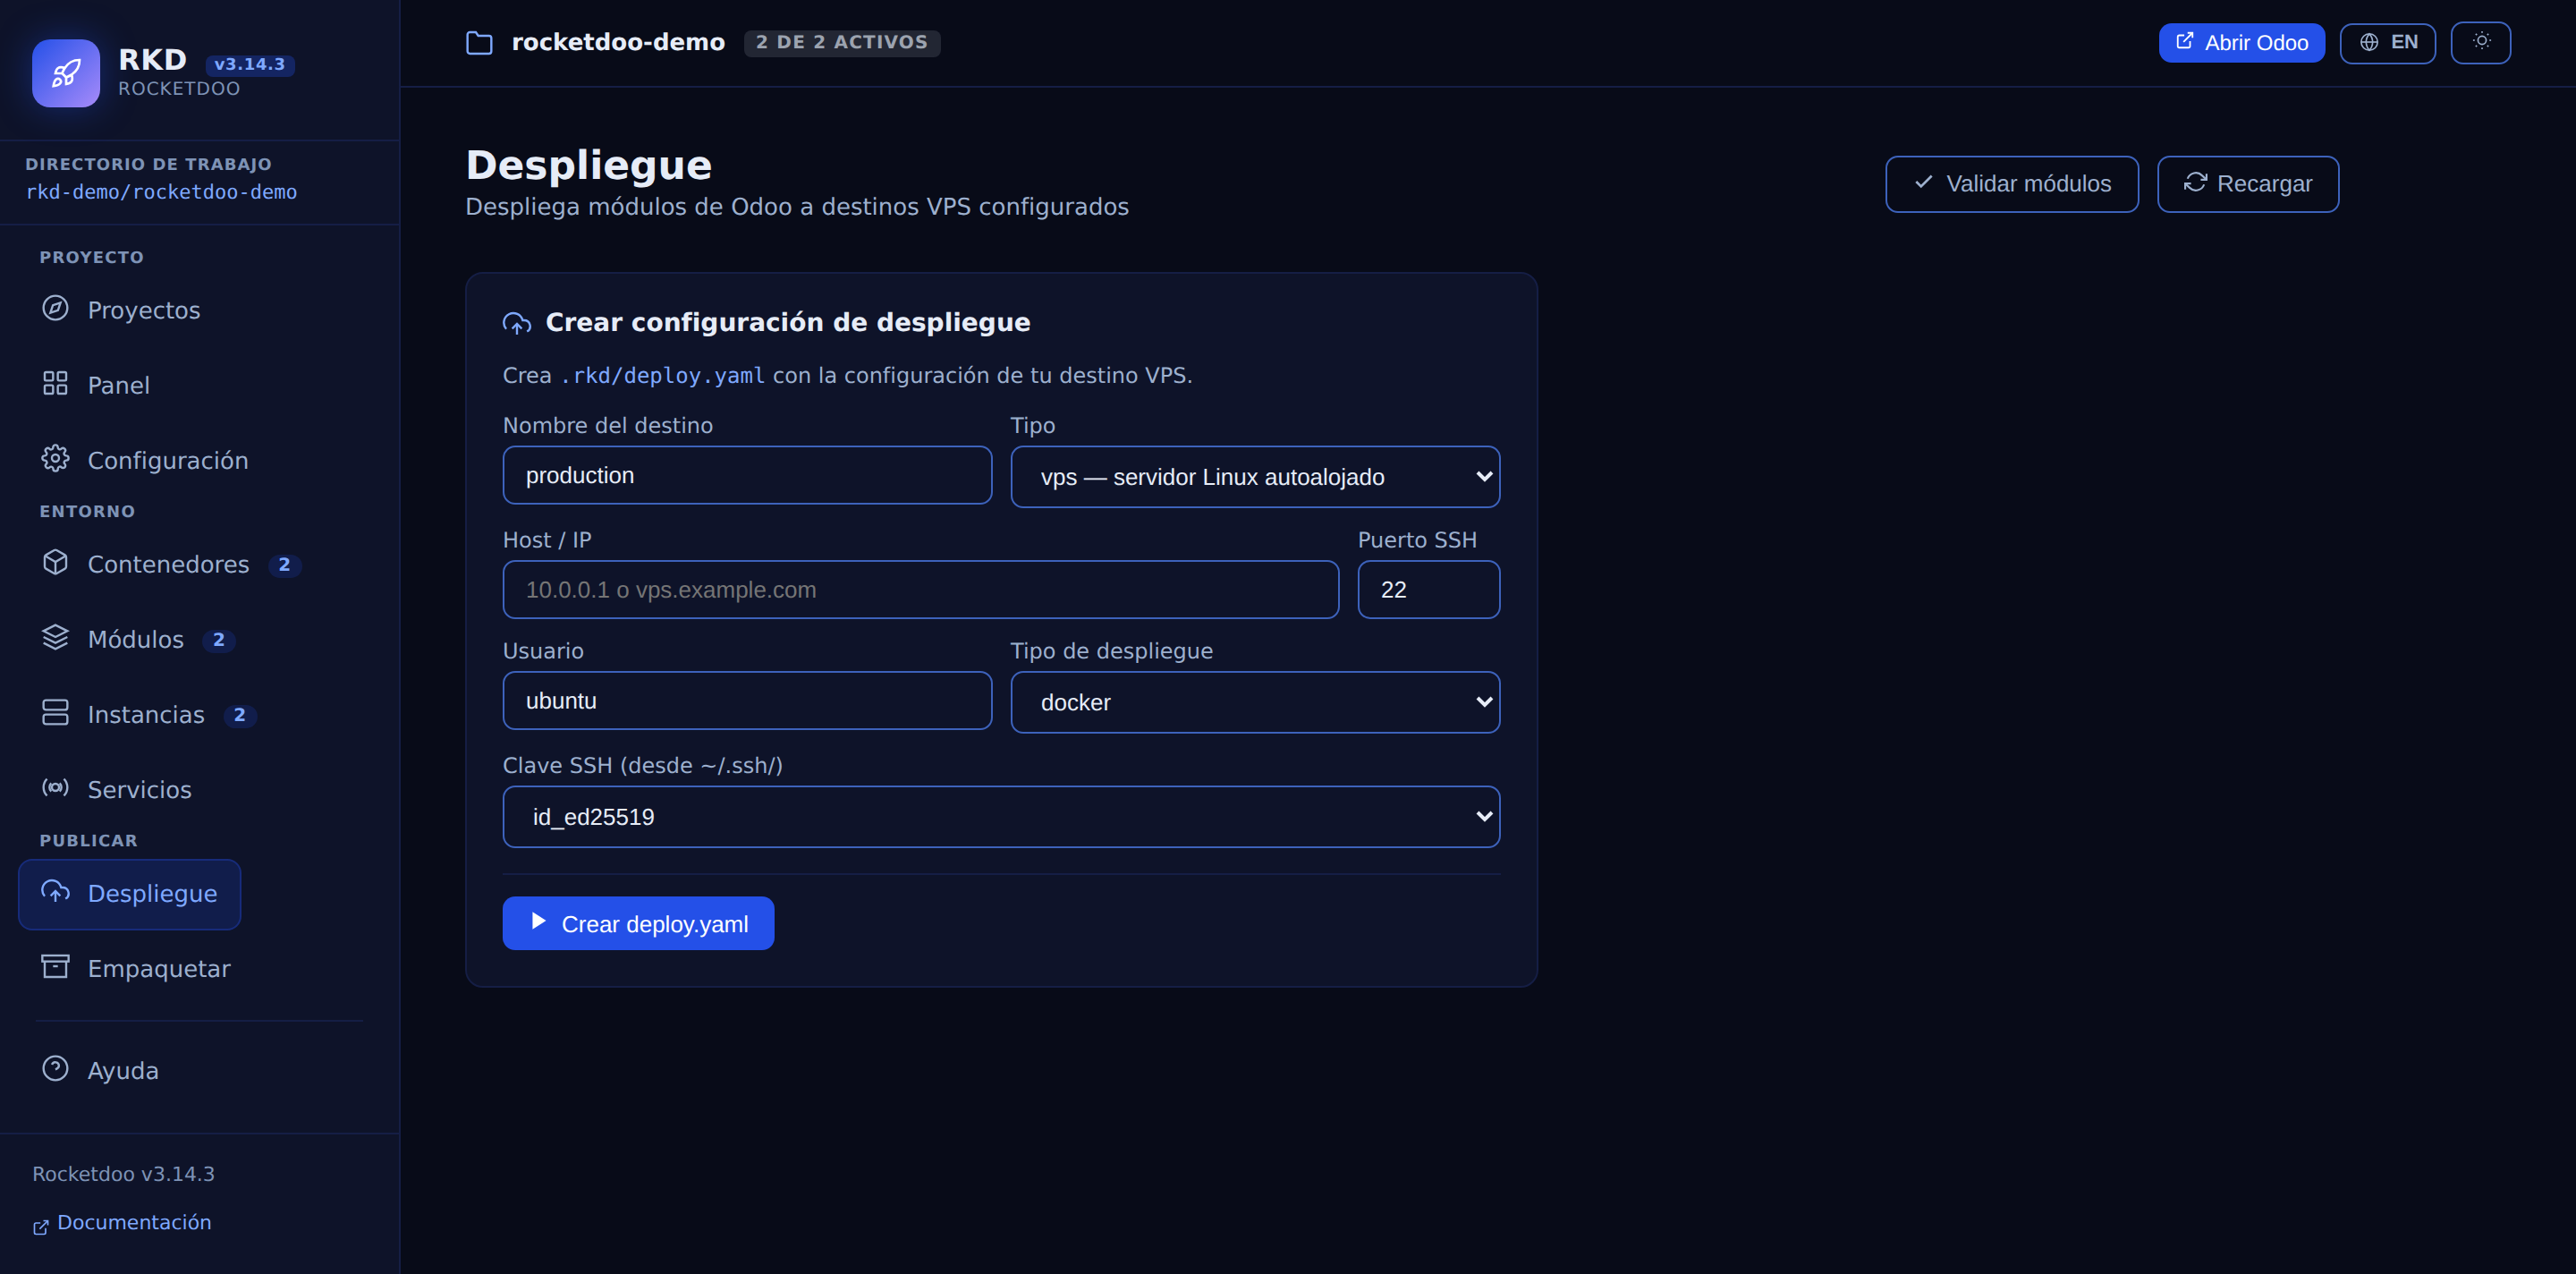 RKD v3.14.3
ROCKETDOO
DIRECTORIO DE TRABAJO
rkd-demo/rocketdoo-demo
PROYECTO
Proyectos
Panel
Configuración
ENTORNO
Contenedores 2
Módulos 2
Instancias 2
Servicios
PUBLICAR
Despliegue
Empaquetar
Ayuda
Rocketdoo v3.14.3
Documentación
rocketdoo-demo 2 DE 2 ACTIVOS
Abrir Odoo
EN
Despliegue
Despliega módulos de Odoo a destinos VPS configurados
Validar módulos
Recargar
Crear configuración de despliegue
Crea .rkd/deploy.yaml con la configuración de tu destino VPS.
Nombre del destino
production
Tipo
vps — servidor Linux autoalojado
Host / IP
10.0.0.1 o vps.example.com
Puerto SSH
22
Usuario
ubuntu
Tipo de despliegue
docker
Clave SSH (desde ~/.ssh/)
id_ed25519
Crear deploy.yaml